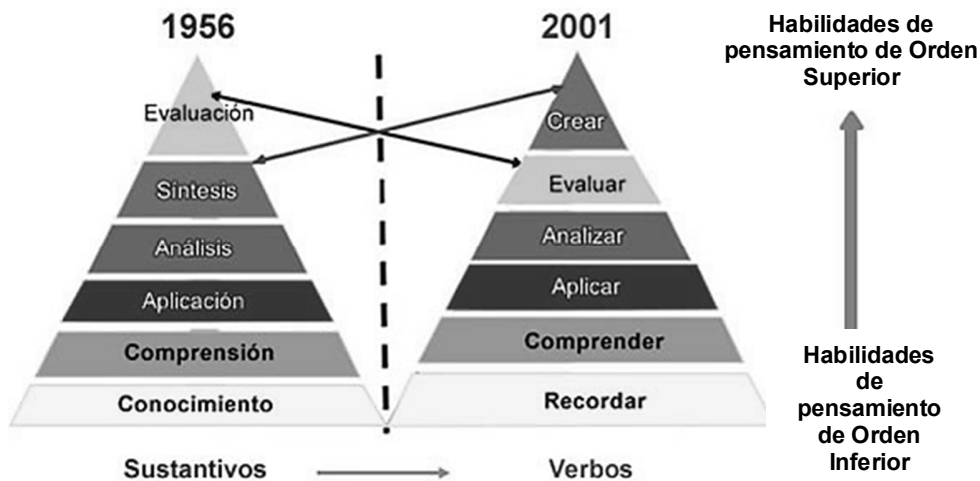 1956
Evaluación
Síntesis
Análisis
Aplicación
Comprensión
Conocimiento
Sustantivos
2001
Crear
Evaluar
Analizar
Aplicar
Comprender
Recordar
Verbos
Habilidades de
pensamiento de Orden
Superior
Habilidades
de
pensamiento
de Orden
Inferior